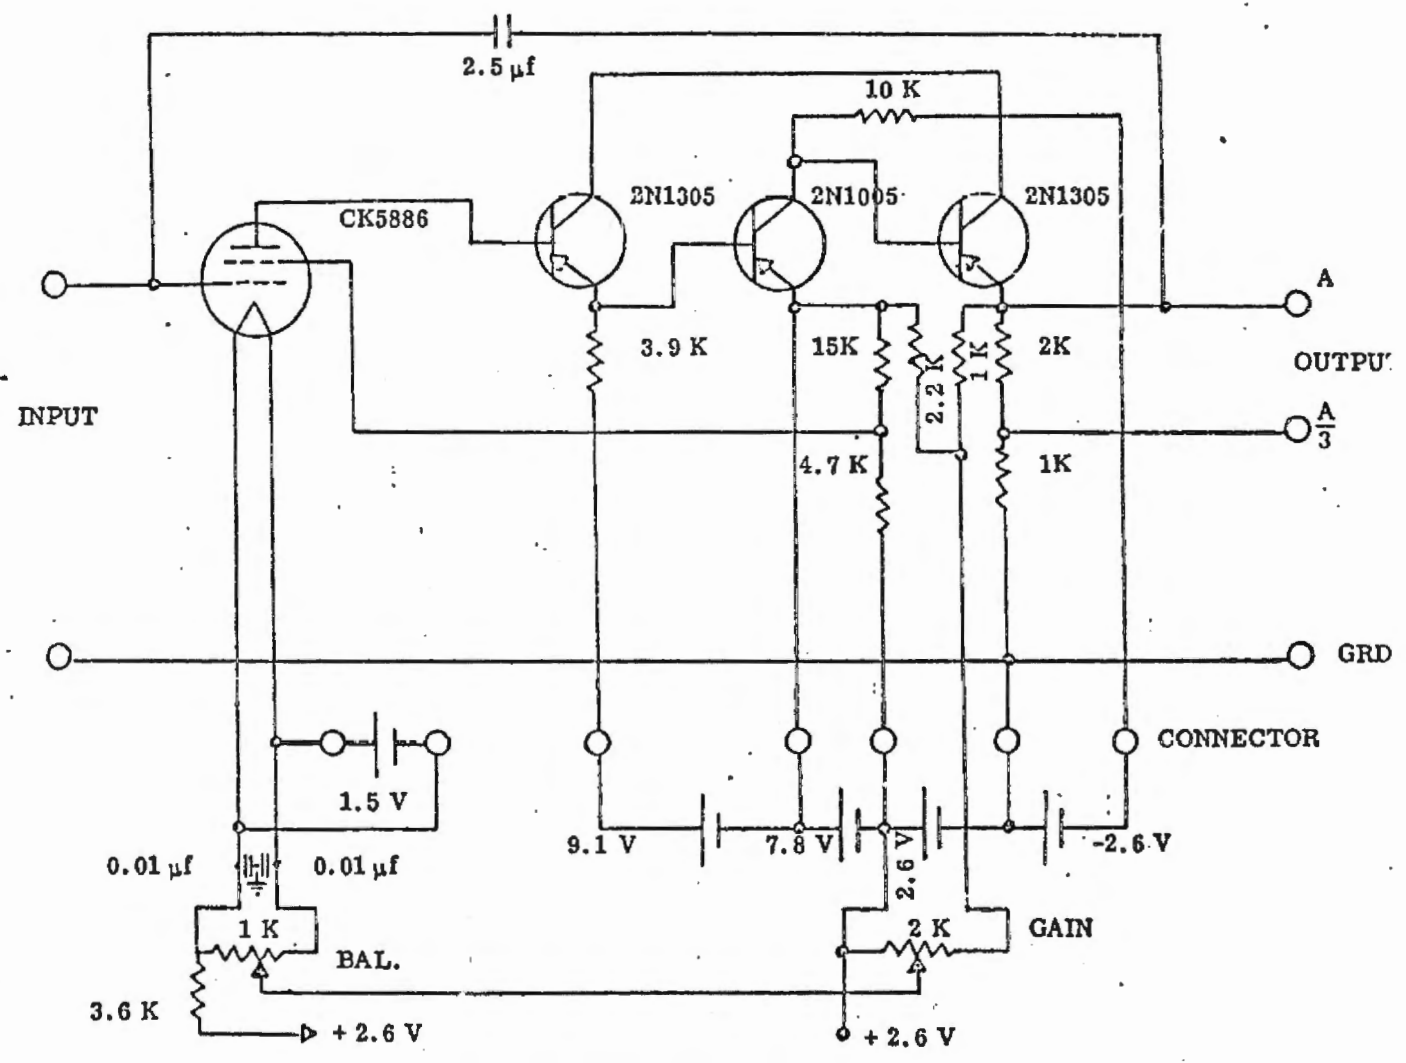 2.5 µf
10 K
CK5886
2N1305
2N1005
2N1305
A
3.9 K
15K
2.2 K
1 K
2K
OUTPU
INPUT
A
3
4.7 K
1K
GRD
CONNECTOR
1.5 V
9.1 V
7.8 V
2.6 V
-2.6 V
0.01 µf
0.01 µf
1 K
BAL.
2 K
GAIN
3.6 K
+ 2.6 V
+ 2.6 V